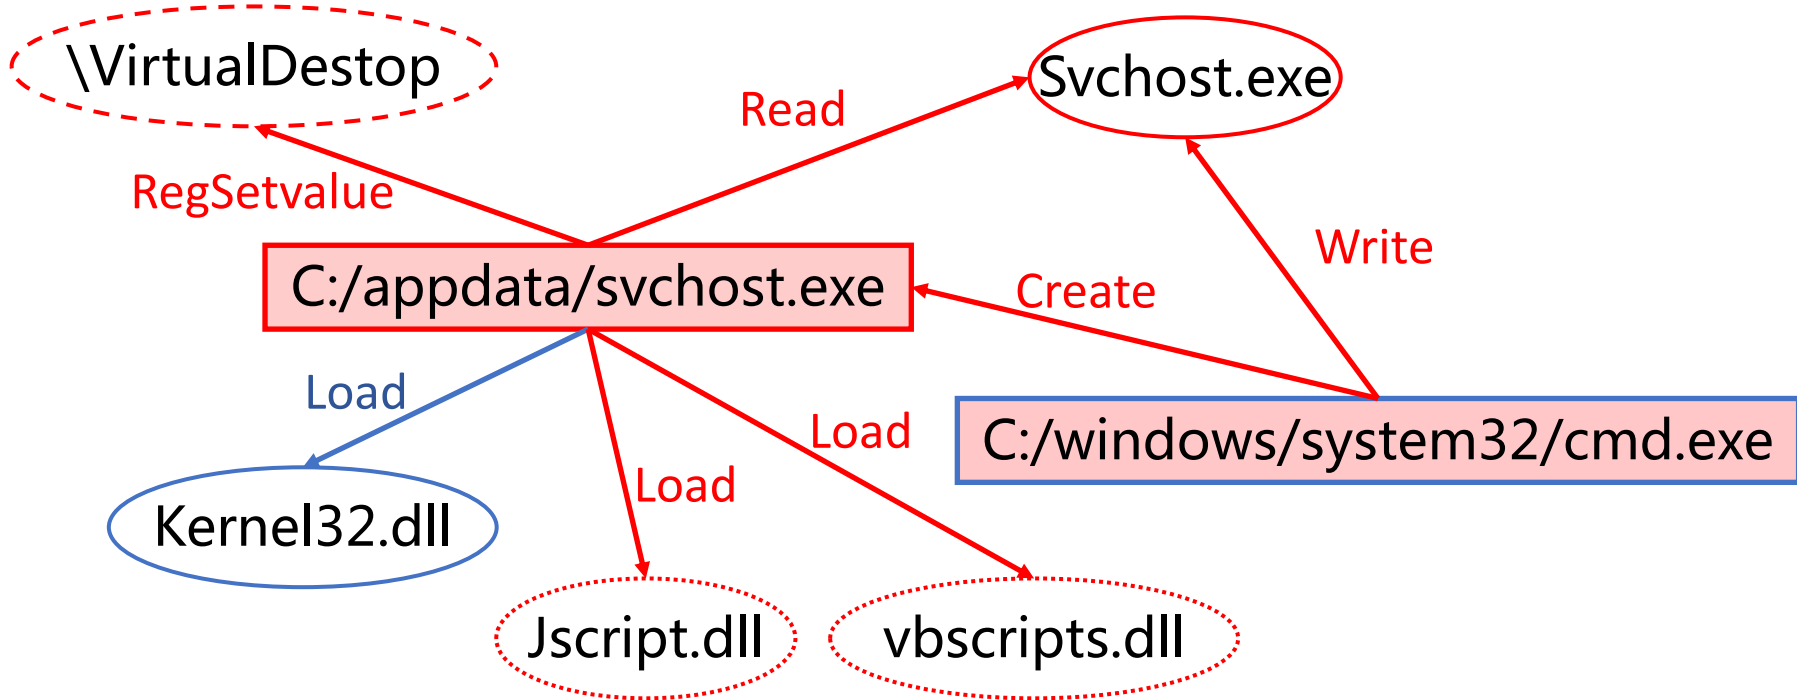 \VirtualDestop
Svchost.exe
Read
RegSetvalue
Write
C:/appdata/svchost.exe
Create
Load
Load
C:/windows/system32/cmd.exe
Load
Kernel32.dll
Jscript.dll
vbscripts.dll